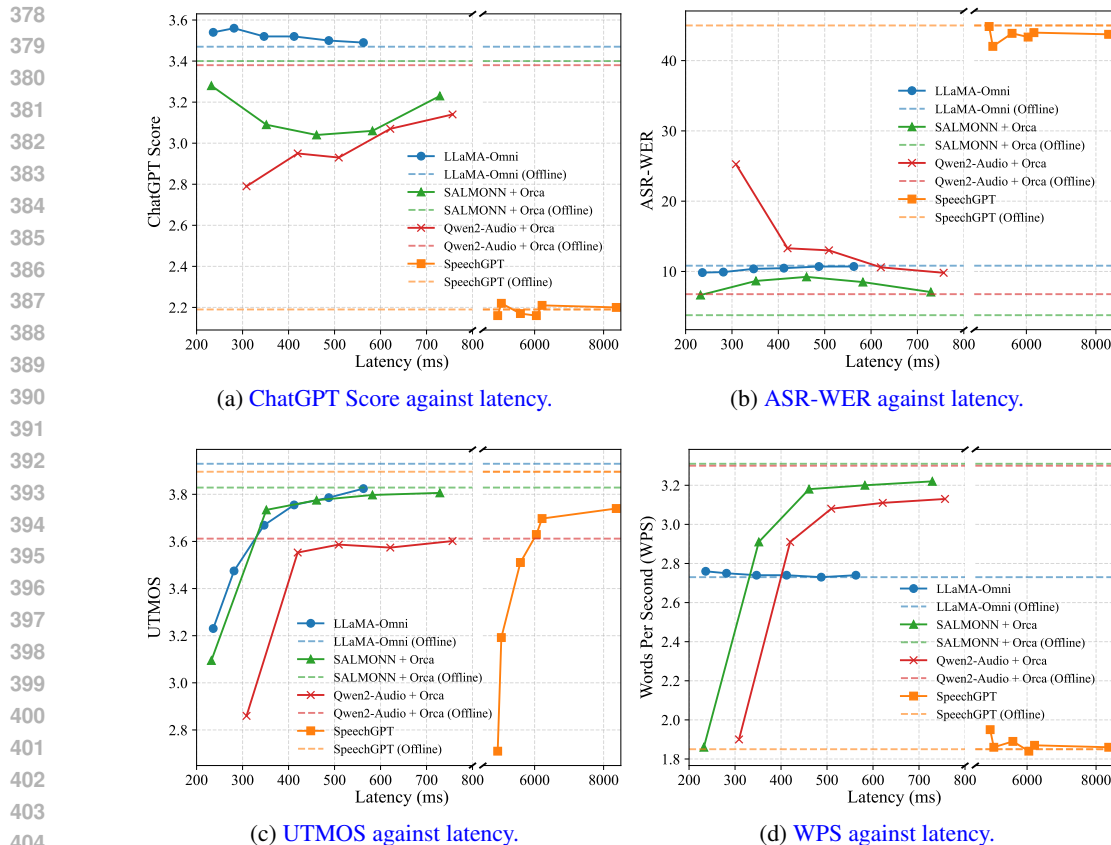 378
379
380
381
382
383
384
385
386
387
388
389
390
391
392
393
394
395
396
397
398
399
400
401
402
403
404
3.6
3.4
3.2
3.0
2.8
2.6
2.4
2.2
ChatGPT Score
LLaMA-Omni
LLaMA-Omni (Offline)
SALMONN + Orca
SALMONN + Orca (Offline)
Qwen2-Audio + Orca
Qwen2-Audio + Orca (Offline)
SpeechGPT
SpeechGPT (Offline)
200 300 400 500 600 700 800 6000 8000
Latency (ms)
(a) ChatGPT Score against latency.
40
30
20
10
ASR-WER
LLaMA-Omni
LLaMA-Omni (Offline)
SALMONN + Orca
SALMONN + Orca (Offline)
Qwen2-Audio + Orca
Qwen2-Audio + Orca (Offline)
SpeechGPT
SpeechGPT (Offline)
200 300 400 500 600 700 800 6000 8000
Latency (ms)
(b) ASR-WER against latency.
3.8
3.6
3.4
3.2
3.0
2.8
UTMOS
LLaMA-Omni
LLaMA-Omni (Offline)
SALMONN + Orca
SALMONN + Orca (Offline)
Qwen2-Audio + Orca
Qwen2-Audio + Orca (Offline)
SpeechGPT
SpeechGPT (Offline)
200 300 400 500 600 700 800 6000 8000
Latency (ms)
(c) UTMOS against latency.
3.2
3.0
2.8
2.6
2.4
2.2
2.0
1.8
Words Per Second (WPS)
LLaMA-Omni
LLaMA-Omni (Offline)
SALMONN + Orca
SALMONN + Orca (Offline)
Qwen2-Audio + Orca
Qwen2-Audio + Orca (Offline)
SpeechGPT
SpeechGPT (Offline)
200 300 400 500 600 700 800 6000 8000
Latency (ms)
(d) WPS against latency.